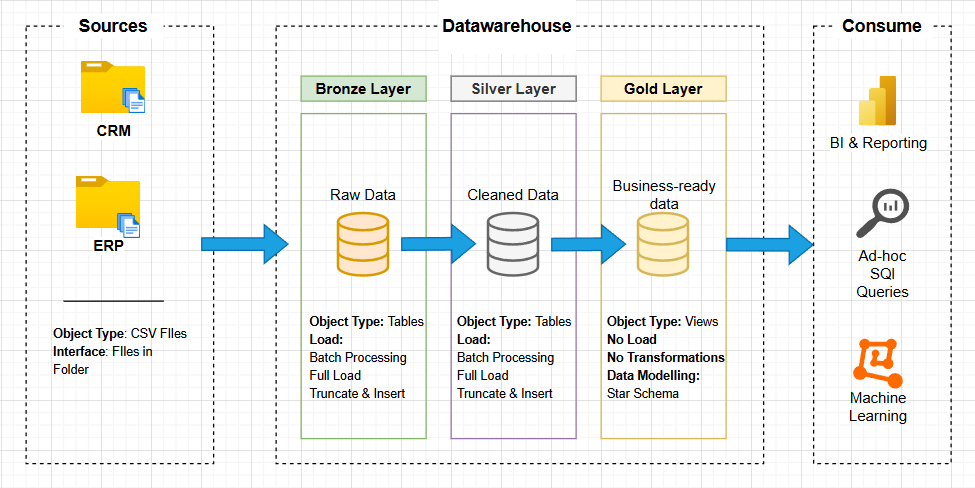 Sources
CRM
ERP
Object Type: CSV FIles
Interface: FIles in
Folder
Datawarehouse
Bronze Layer
Raw Data
Object Type: Tables
Load:
Batch Processing
Full Load
Truncate & Insert
Silver Layer
Cleaned Data
Object Type: Tables
Load:
Batch Processing
Full Load
Truncate & Insert
Gold Layer
Business-ready
data
Object Type: Views
No Load
No Transformations
Data Modelling:
Star Schema
Consume
BI & Reporting
Ad-hoc
SQl
Queries
Machine
Learning